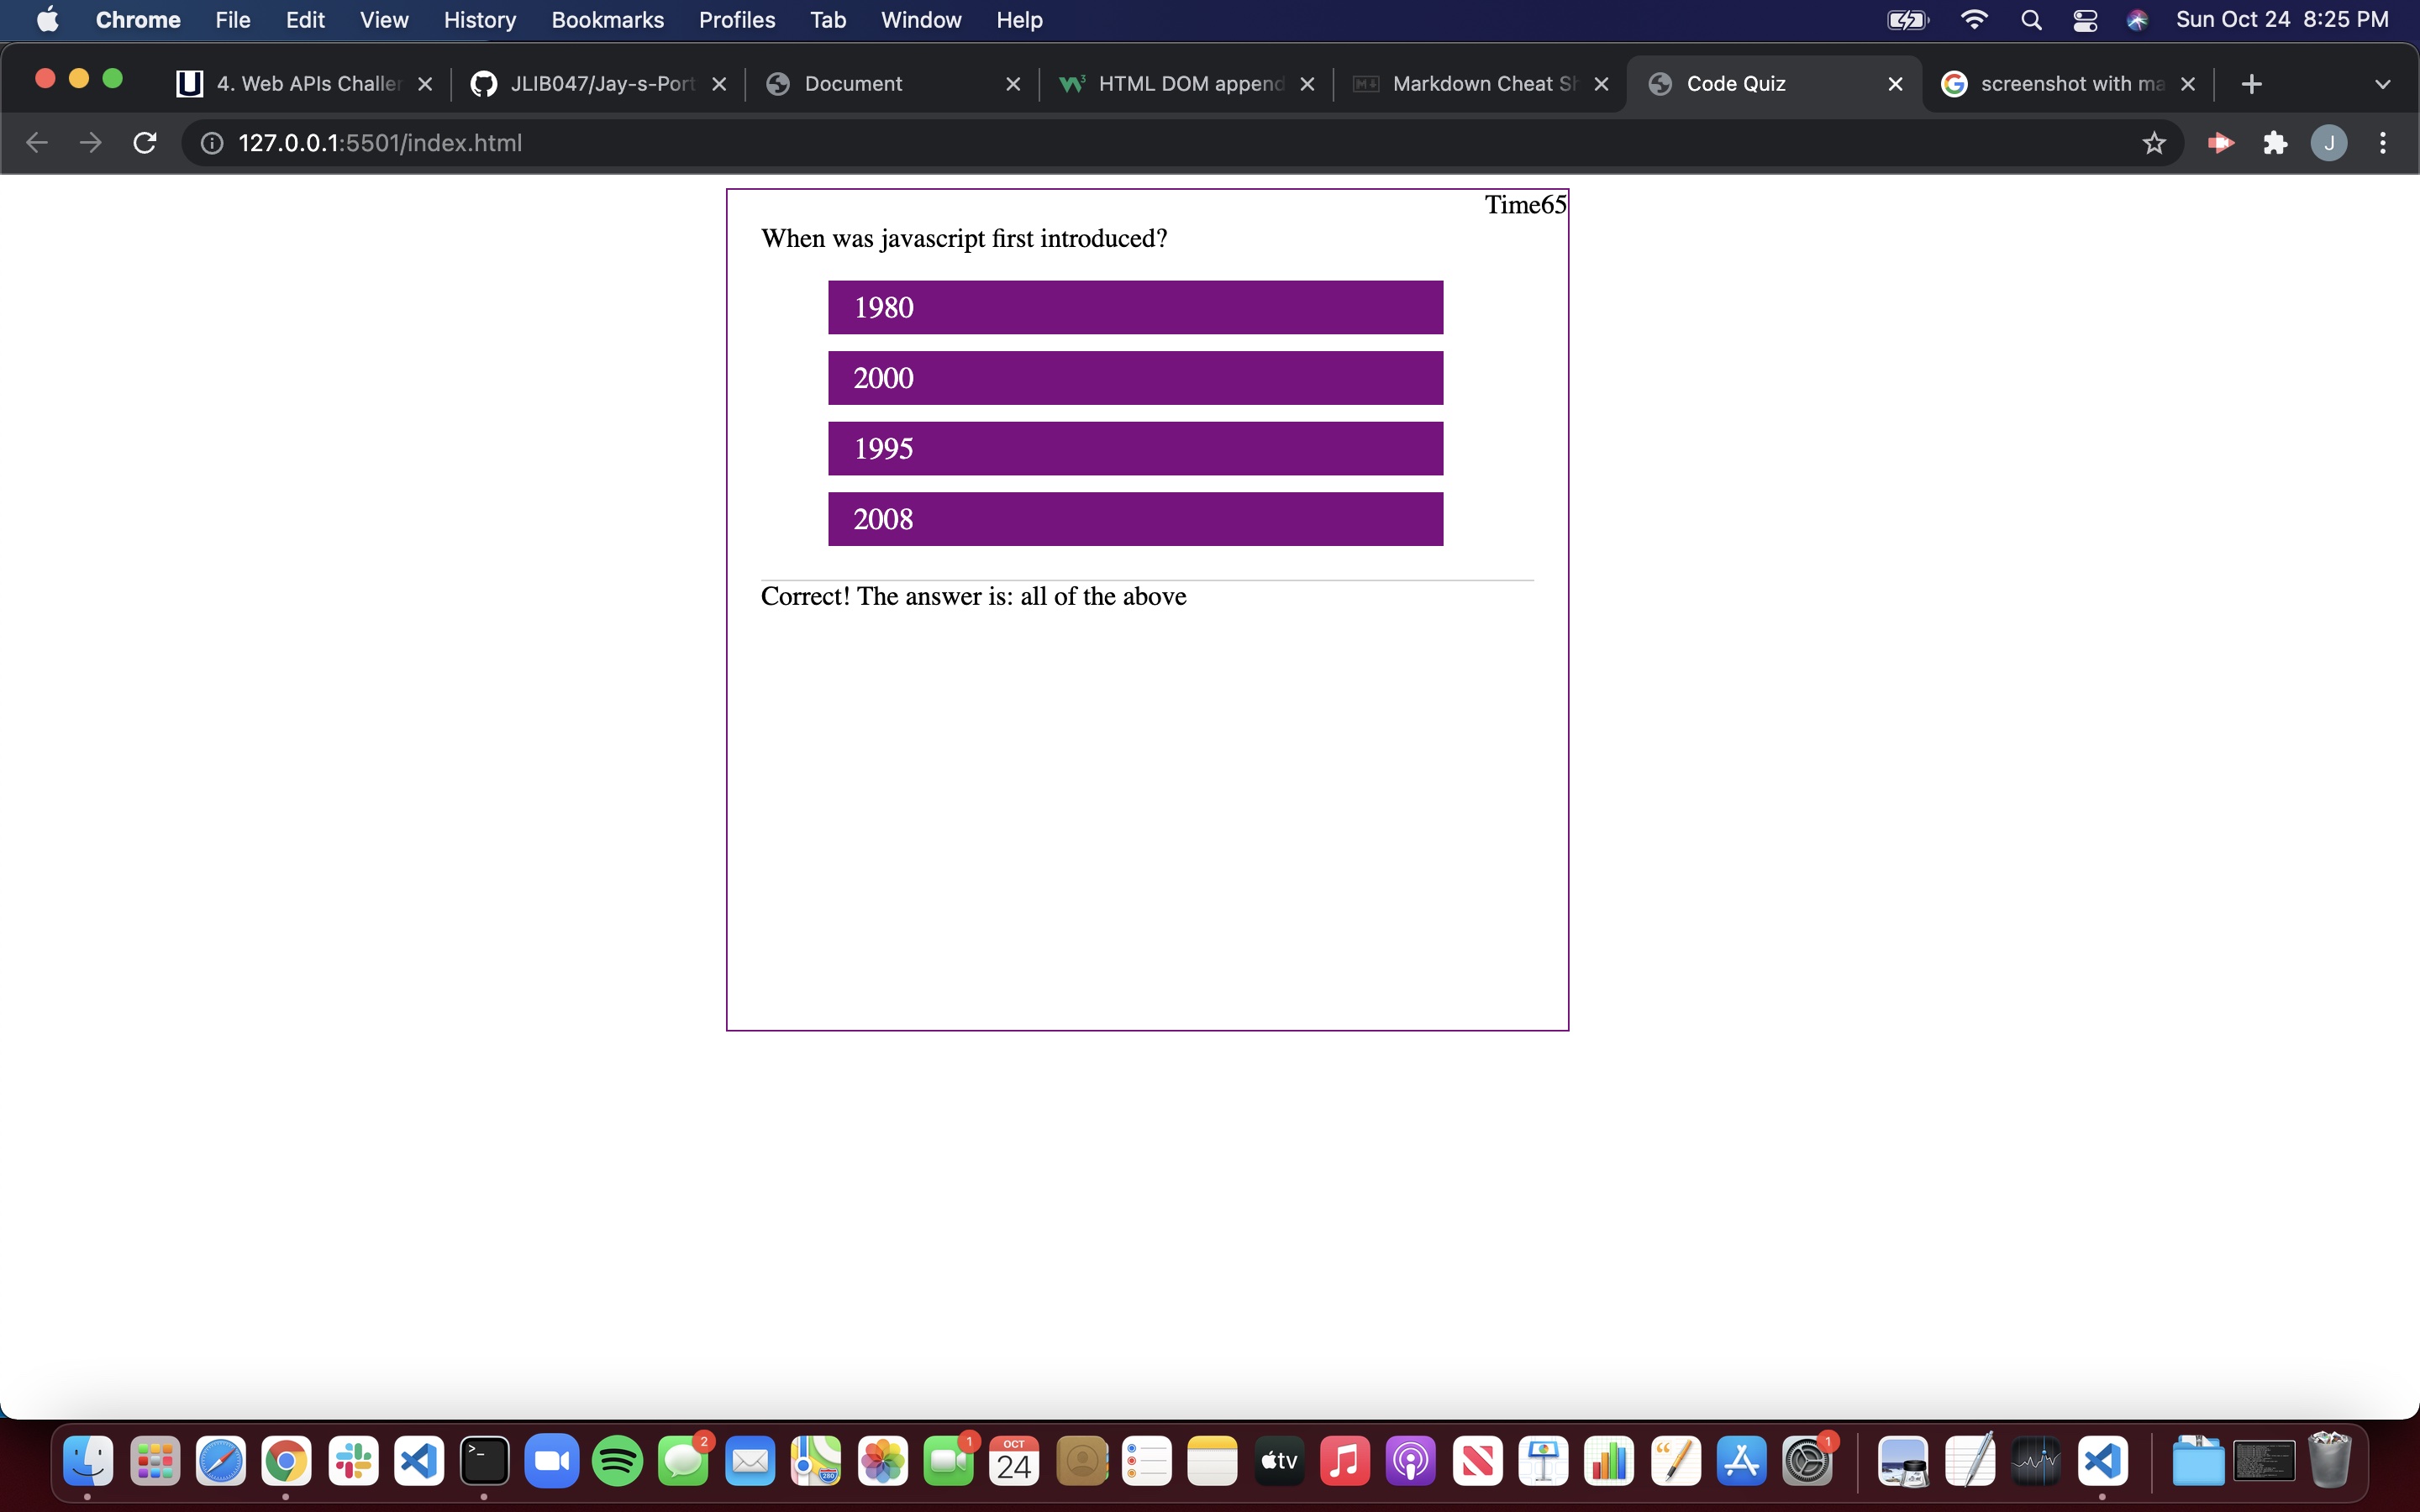 Chrome File Edit View History Bookmarks Profiles Tab Window Help Sun Oct 24 8:25 PM
4. Web APIs Challer JLIB047/Jay-s-Port Document HTML DOM append Markdown Cheat Sh Code Quiz screenshot with ma
127.0.0.1:5501/index.html J
Time65
When was javascript first introduced?
1980
2000
1995
2008
Correct! The answer is: all of the above
2 1 OCT 24 280 tv 1